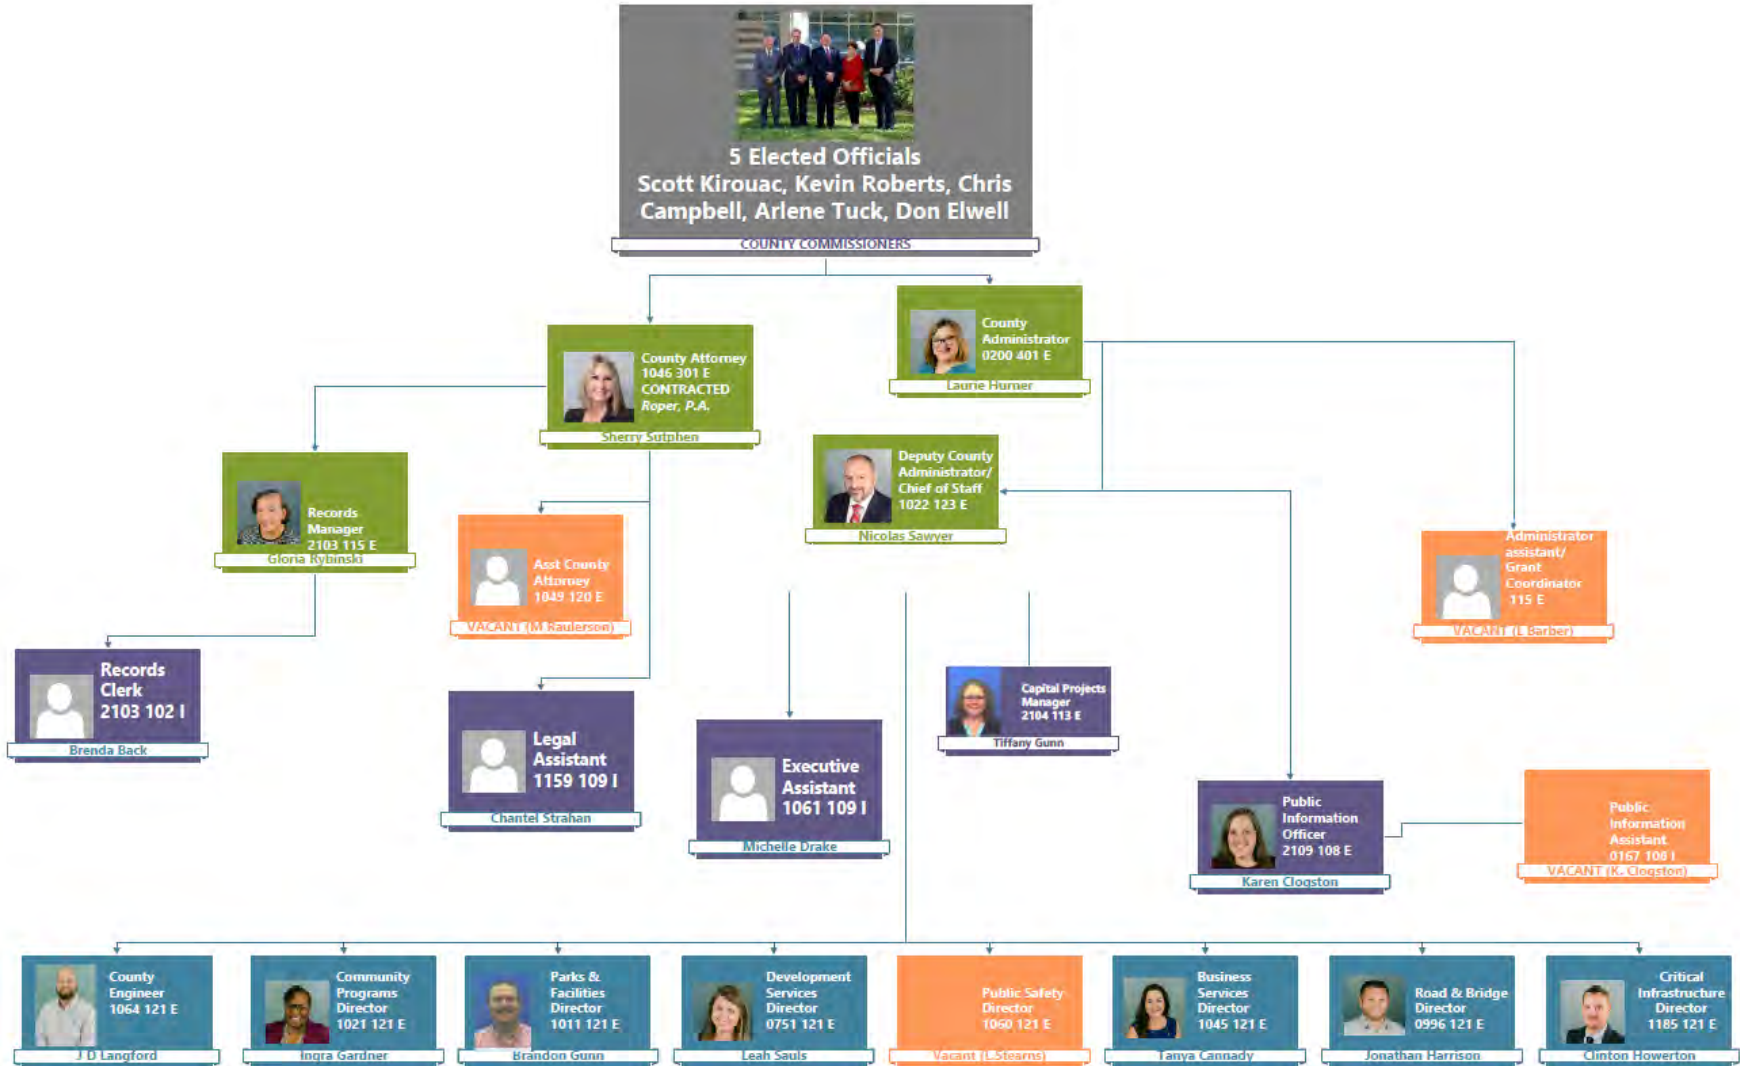 5 Elected Officials
Scott Kirouac, Kevin Roberts, Chris
Campbell, Arlene Tuck, Don Elwell
COUNTY COMMISSIONERS
County
Administrator
0200 401 E
Laurie Hurner
County Attorney
1046 301 E
CONTRACTED
Roper, P.A.
Sherry Sutphen
Deputy County
Administrator/
Chief of Staff
1022 123 E
Nicolas Sawyer
Records
Manager
2103 115 E
Gloria Rybinski
Asst County
Attorney
1049 120 E
VACANT (M Raulerson)
Administrator
assistant/
Grant
Coordinator
115 E
VACANT (L Barber)
Records
Clerk
2103 102 I
Brenda Back
Legal
Assistant
1159 109 I
Chantel Strahan
Executive
Assistant
1061 109 I
Michelle Drake
Capital Projects
Manager
2104 113 E
Tiffany Gunn
Public
Information
Officer
2109 108 E
Karen Clogston
Public
Information
Assistant
0167 108 I
VACANT (K. Clogston)
County
Engineer
1064 121 E
J D Langford
Community
Programs
Director
1021 121 E
Ingra Gardner
Parks &
Facilities
Director
1011 121 E
Brandon Gunn
Development
Services
Director
0751 121 E
Leah Sauls
Public Safety
Director
1060 121 E
Vacant (L.Stearns)
Business
Services
Director
1045 121 E
Tanya Cannady
Road & Bridge
Director
0996 121 E
Jonathan Harrison
Critical
Infrastructure
Director
1185 121 E
Clinton Howerton